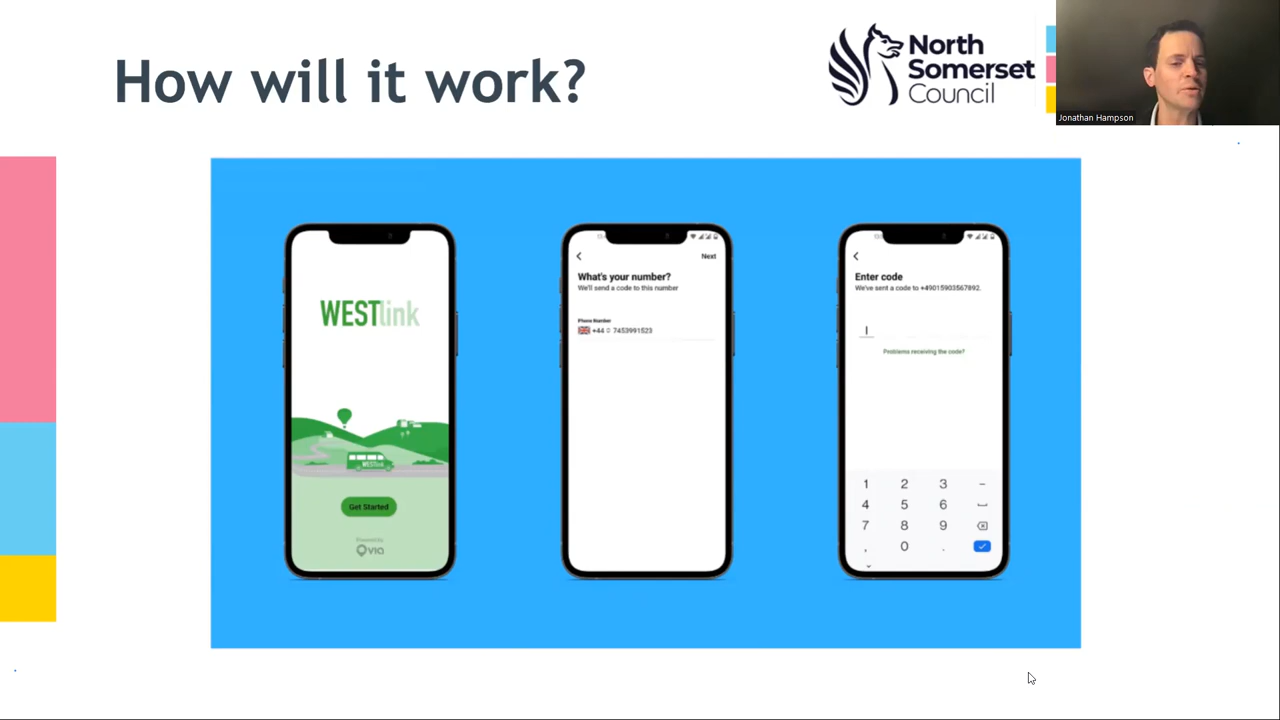 How will it work?
North
Somerset
Council
Jonathan Hampson
WESTlink
WESTlink
Get Started
Powered by
via
Next
What's your number?
We'll send a code to this number
Phone Number
+44 7453991523
Enter code
We've sent a code to +49015903567892.
Problems receiving the code?
1 2 3 –
4 5 6
7 8 9
, 0 .